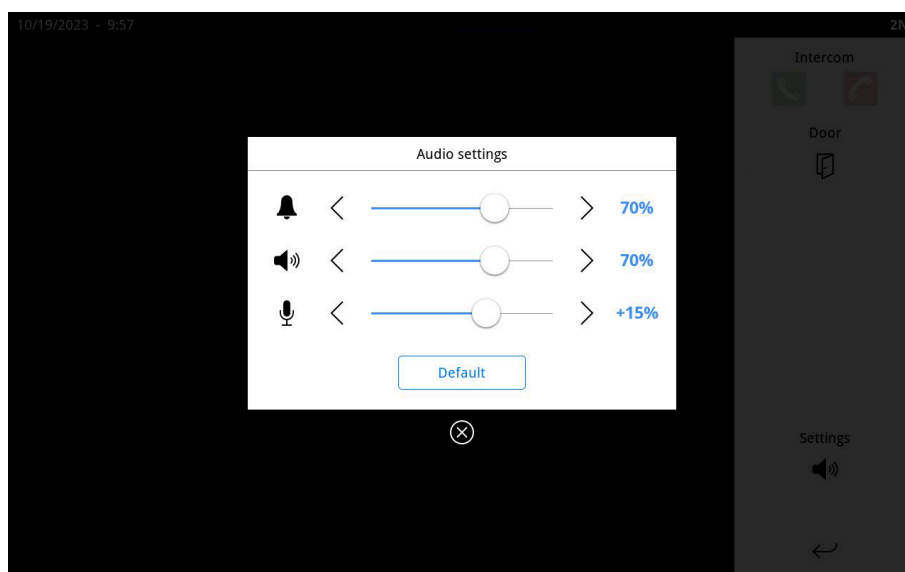 10/19/2023 - 9:57
Intercom
Door
Audio settings
70%
70%
+15%
Default
Settings